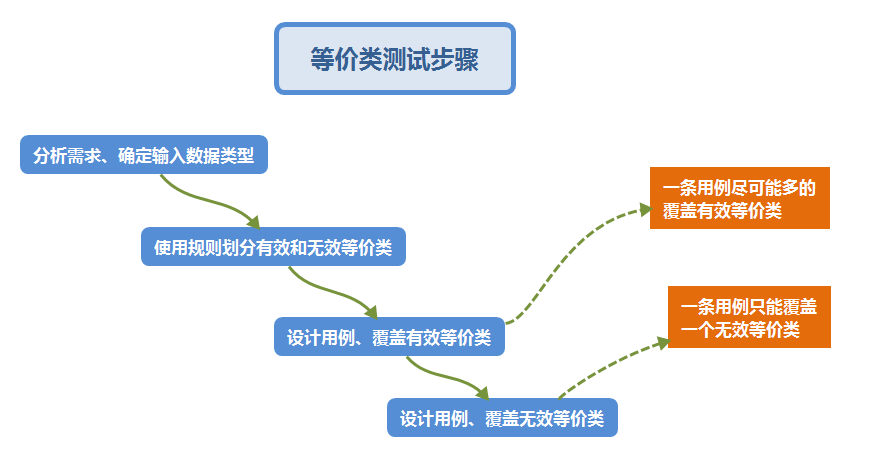 等价类测试步骤
分析需求、确定输入数据类型
使用规则划分有效和无效等价类
设计用例、覆盖有效等价类
设计用例、覆盖无效等价类
一条用例尽可能多的
覆盖有效等价类
一条用例只能覆盖
一个无效等价类